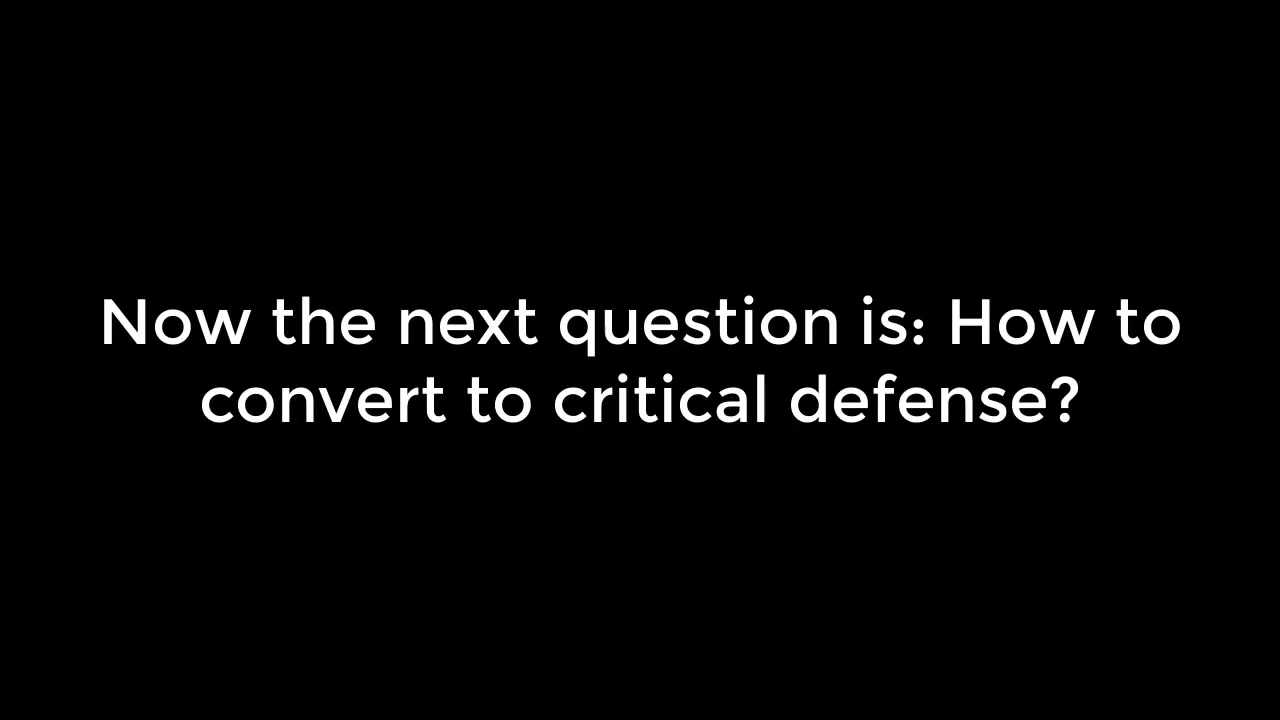 Now the next question is: How to
convert to critical defense?